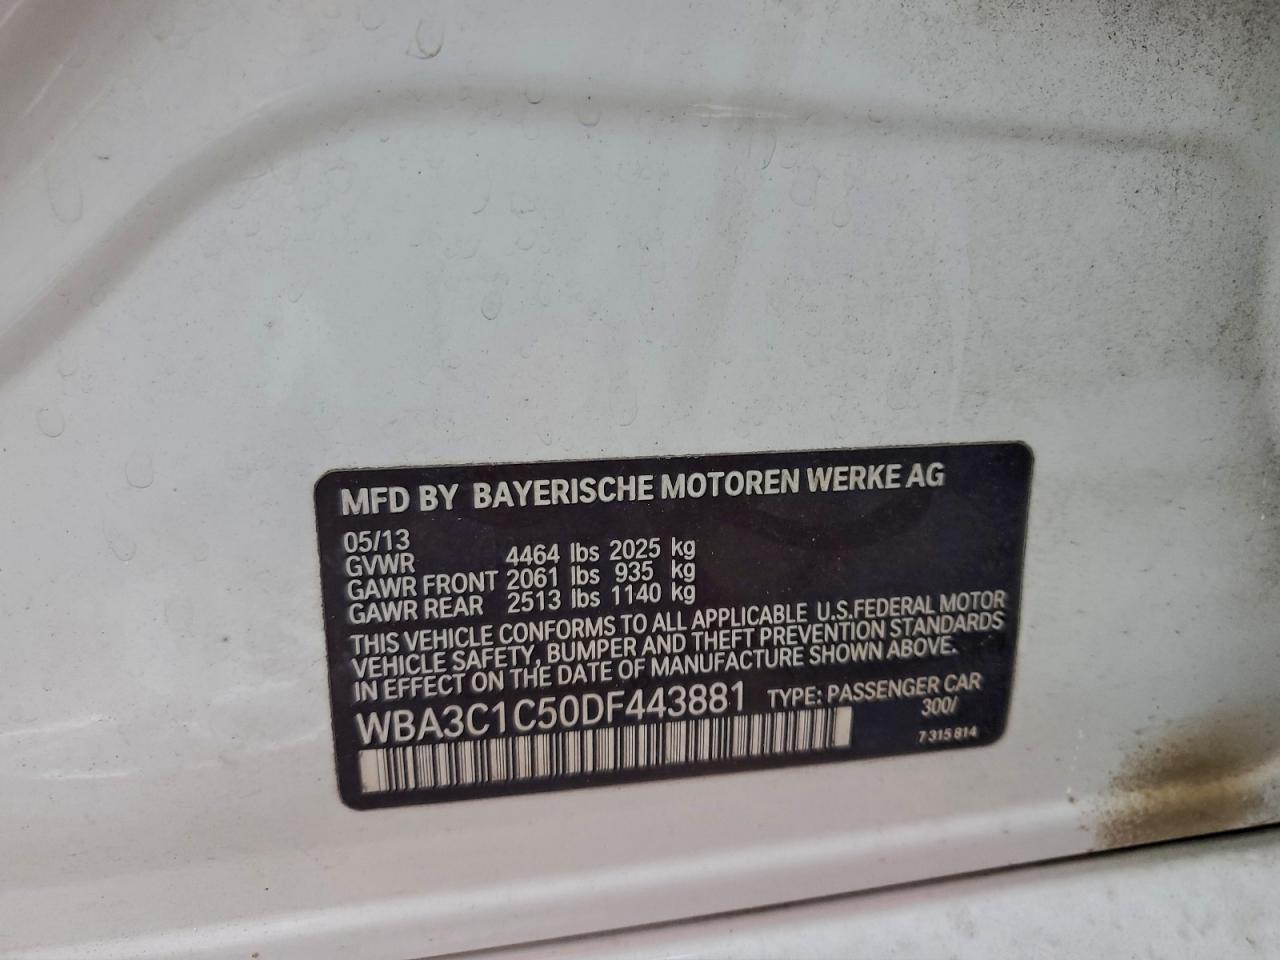 MFD BY BAYERISCHE MOTOREN WERKE AG
05/13
GVWR 4464 lbs 2025 kg
GAWR FRONT 2061 lbs 935 kg
GAWR REAR 2513 lbs 1140 kg
THIS VEHICLE CONFORMS TO ALL APPLICABLE U.S.FEDERAL MOTOR
VEHICLE SAFETY, BUMPER AND THEFT PREVENTION STANDARDS
IN EFFECT ON THE DATE OF MANUFACTURE SHOWN ABOVE.
WBA3C1C50DF443881 TYPE: PASSENGER CAR
300/
7 315 814